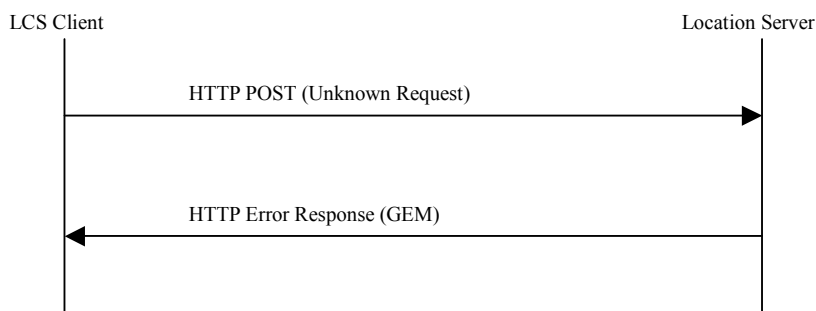 LCS Client
Location Server
HTTP POST (Unknown Request)
HTTP Error Response (GEM)